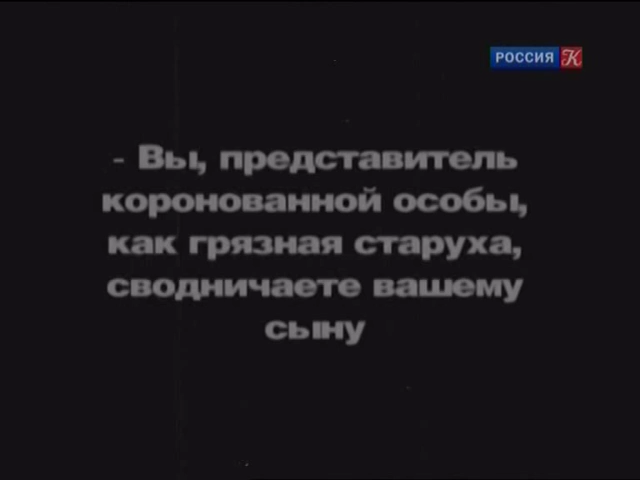 РОССИЯ К
- Вы, представитель
коронованной особы,
как грязная старуха,
сводничаете вашему
сыну